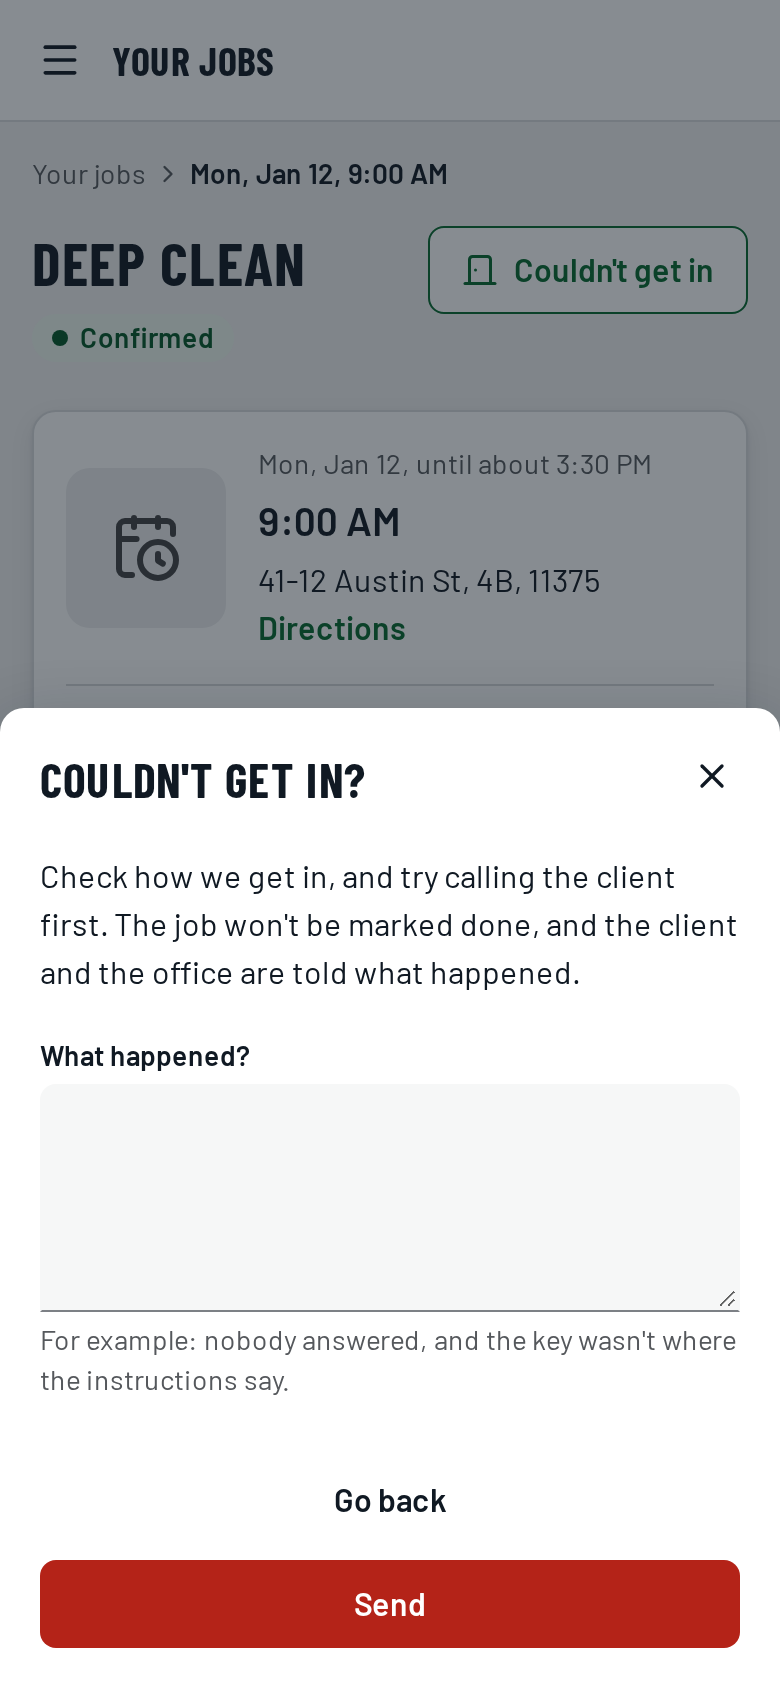 YOUR JOBS
Your jobs > Mon, Jan 12, 9:00 AM
DEEP CLEAN
Couldn't get in
Confirmed
Mon, Jan 12, until about 3:30 PM
9:00 AM
41-12 Austin St, 4B, 11375
Directions
COULDN'T GET IN?
Check how we get in, and try calling the client
first. The job won't be marked done, and the client
and the office are told what happened.
What happened?
For example: nobody answered, and the key wasn't where
the instructions say.
Go back
Send